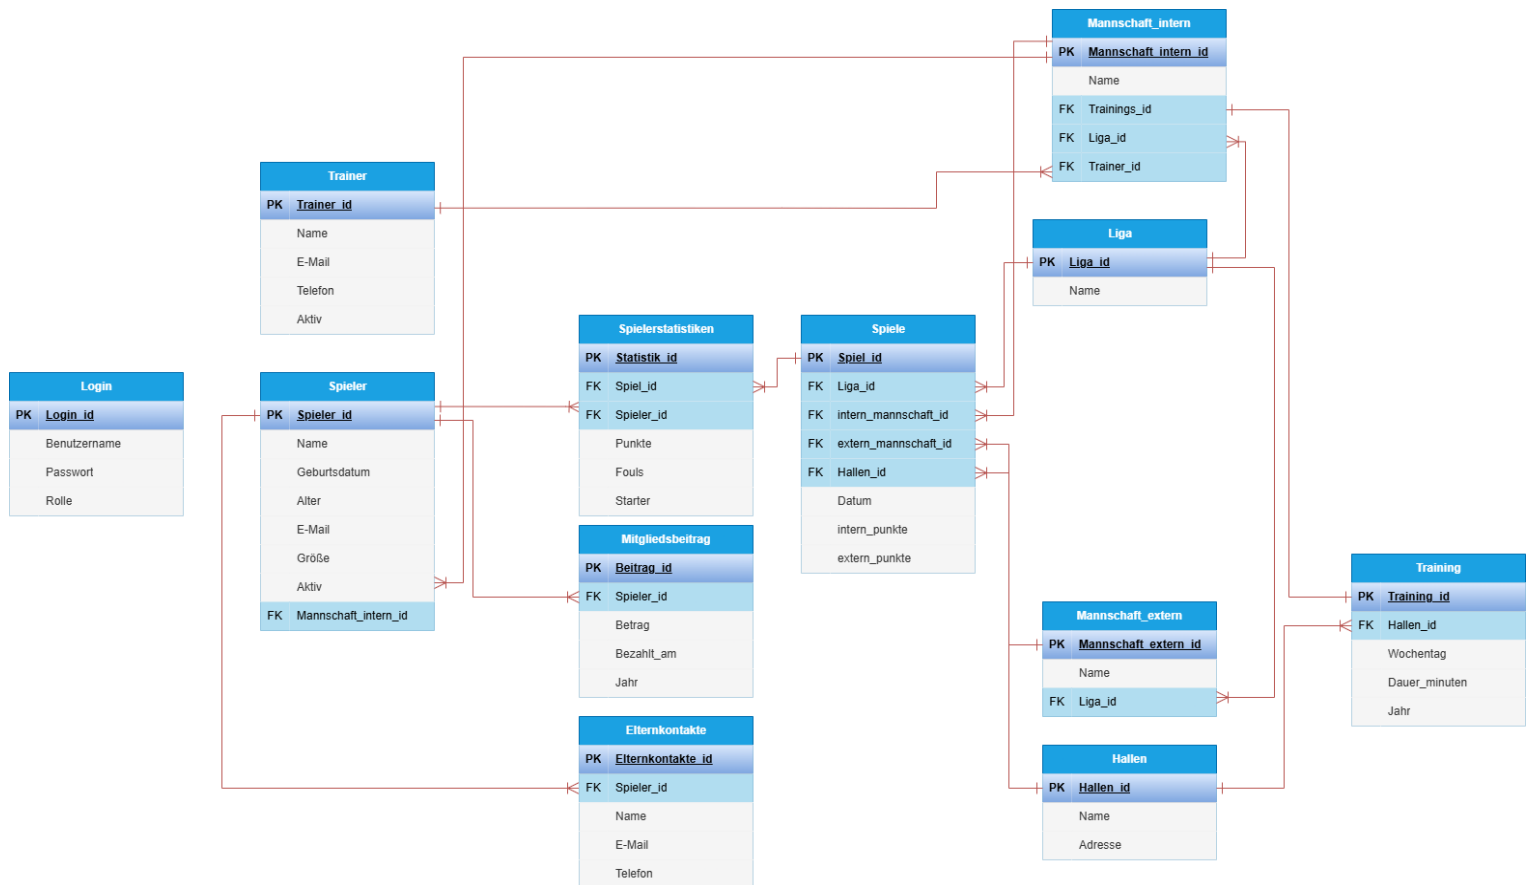 Mannschaft_intern
PK Mannschaft_intern_id
Name
FK Trainings_id
FK Liga_id
FK Trainer_id
Trainer
PK Trainer_id
Name
E-Mail
Telefon
Aktiv
Liga
PK Liga_id
Name
Login
PK Login_id
Benutzername
Passwort
Rolle
Spieler
PK Spieler_id
Name
Geburtsdatum
Alter
E-Mail
Größe
Aktiv
FK Mannschaft_intern_id
Spielerstatistiken
PK Statistik_id
FK Spiel_id
FK Spieler_id
Punkte
Fouls
Starter
Spiele
PK Spiel_id
FK Liga_id
FK intern_mannschaft_id
FK extern_mannschaft_id
FK Hallen_id
Datum
intern_punkte
extern_punkte
Mitgliedsbeitrag
PK Beitrag_id
FK Spieler_id
Betrag
Bezahlt_am
Jahr
Mannschaft_extern
PK Mannschaft_extern_id
Name
FK Liga_id
Training
PK Training_id
FK Hallen_id
Wochentag
Dauer_minuten
Jahr
Elternkontakte
PK Elternkontakte_id
FK Spieler_id
Name
E-Mail
Telefon
Hallen
PK Hallen_id
Name
Adresse